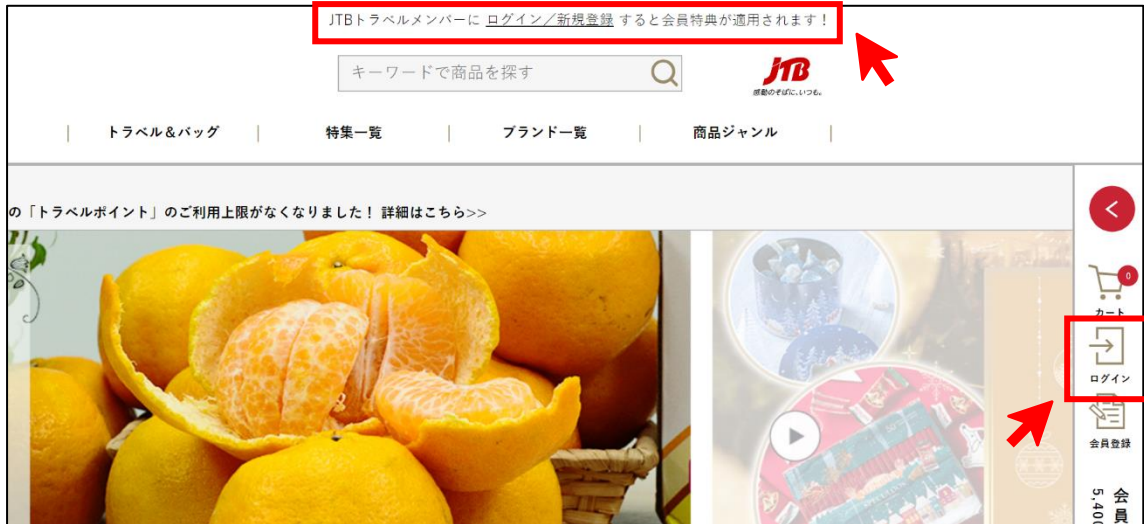 JTBトラベルメンバーに ログイン／新規登録 すると会員特典が適用されます！
キーワードで商品を探す
JTB
感動のそばに、いつも。
トラベル＆バッグ
特集一覧
ブランド一覧
商品ジャンル
の「トラベルポイント」のご利用上限がなくなりました！ 詳細はこちら>>
0
カート
ログイン
会員登録
会員
5,40